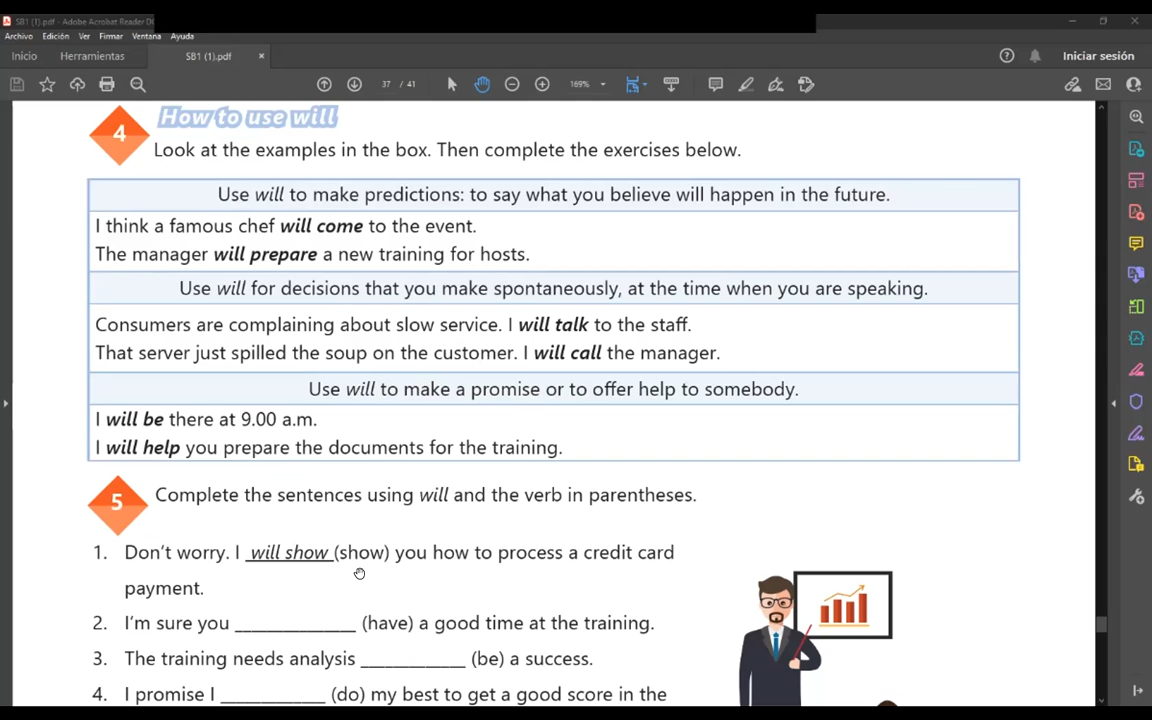 SB1 (1).pdf - Adobe Acrobat Reader DC
Archivo Edición Ver Firmar Ventana Ayuda
Inicio Herramientas SB1 (1).pdf × Iniciar sesión
37 / 41 169%
4 How to use will
Look at the examples in the box. Then complete the exercises below.
Use will to make predictions: to say what you believe will happen in the future.
I think a famous chef will come to the event.
The manager will prepare a new training for hosts.
Use will for decisions that you make spontaneously, at the time when you are speaking.
Consumers are complaining about slow service. I will talk to the staff.
That server just spilled the soup on the customer. I will call the manager.
Use will to make a promise or to offer help to somebody.
I will be there at 9.00 a.m.
I will help you prepare the documents for the training.
5 Complete the sentences using will and the verb in parentheses.
1. Don't worry. I will show (show) you how to process a credit card
payment.
2. I'm sure you ______________ (have) a good time at the training.
3. The training needs analysis ____________ (be) a success.
4. I promise I ____________ (do) my best to get a good score in the